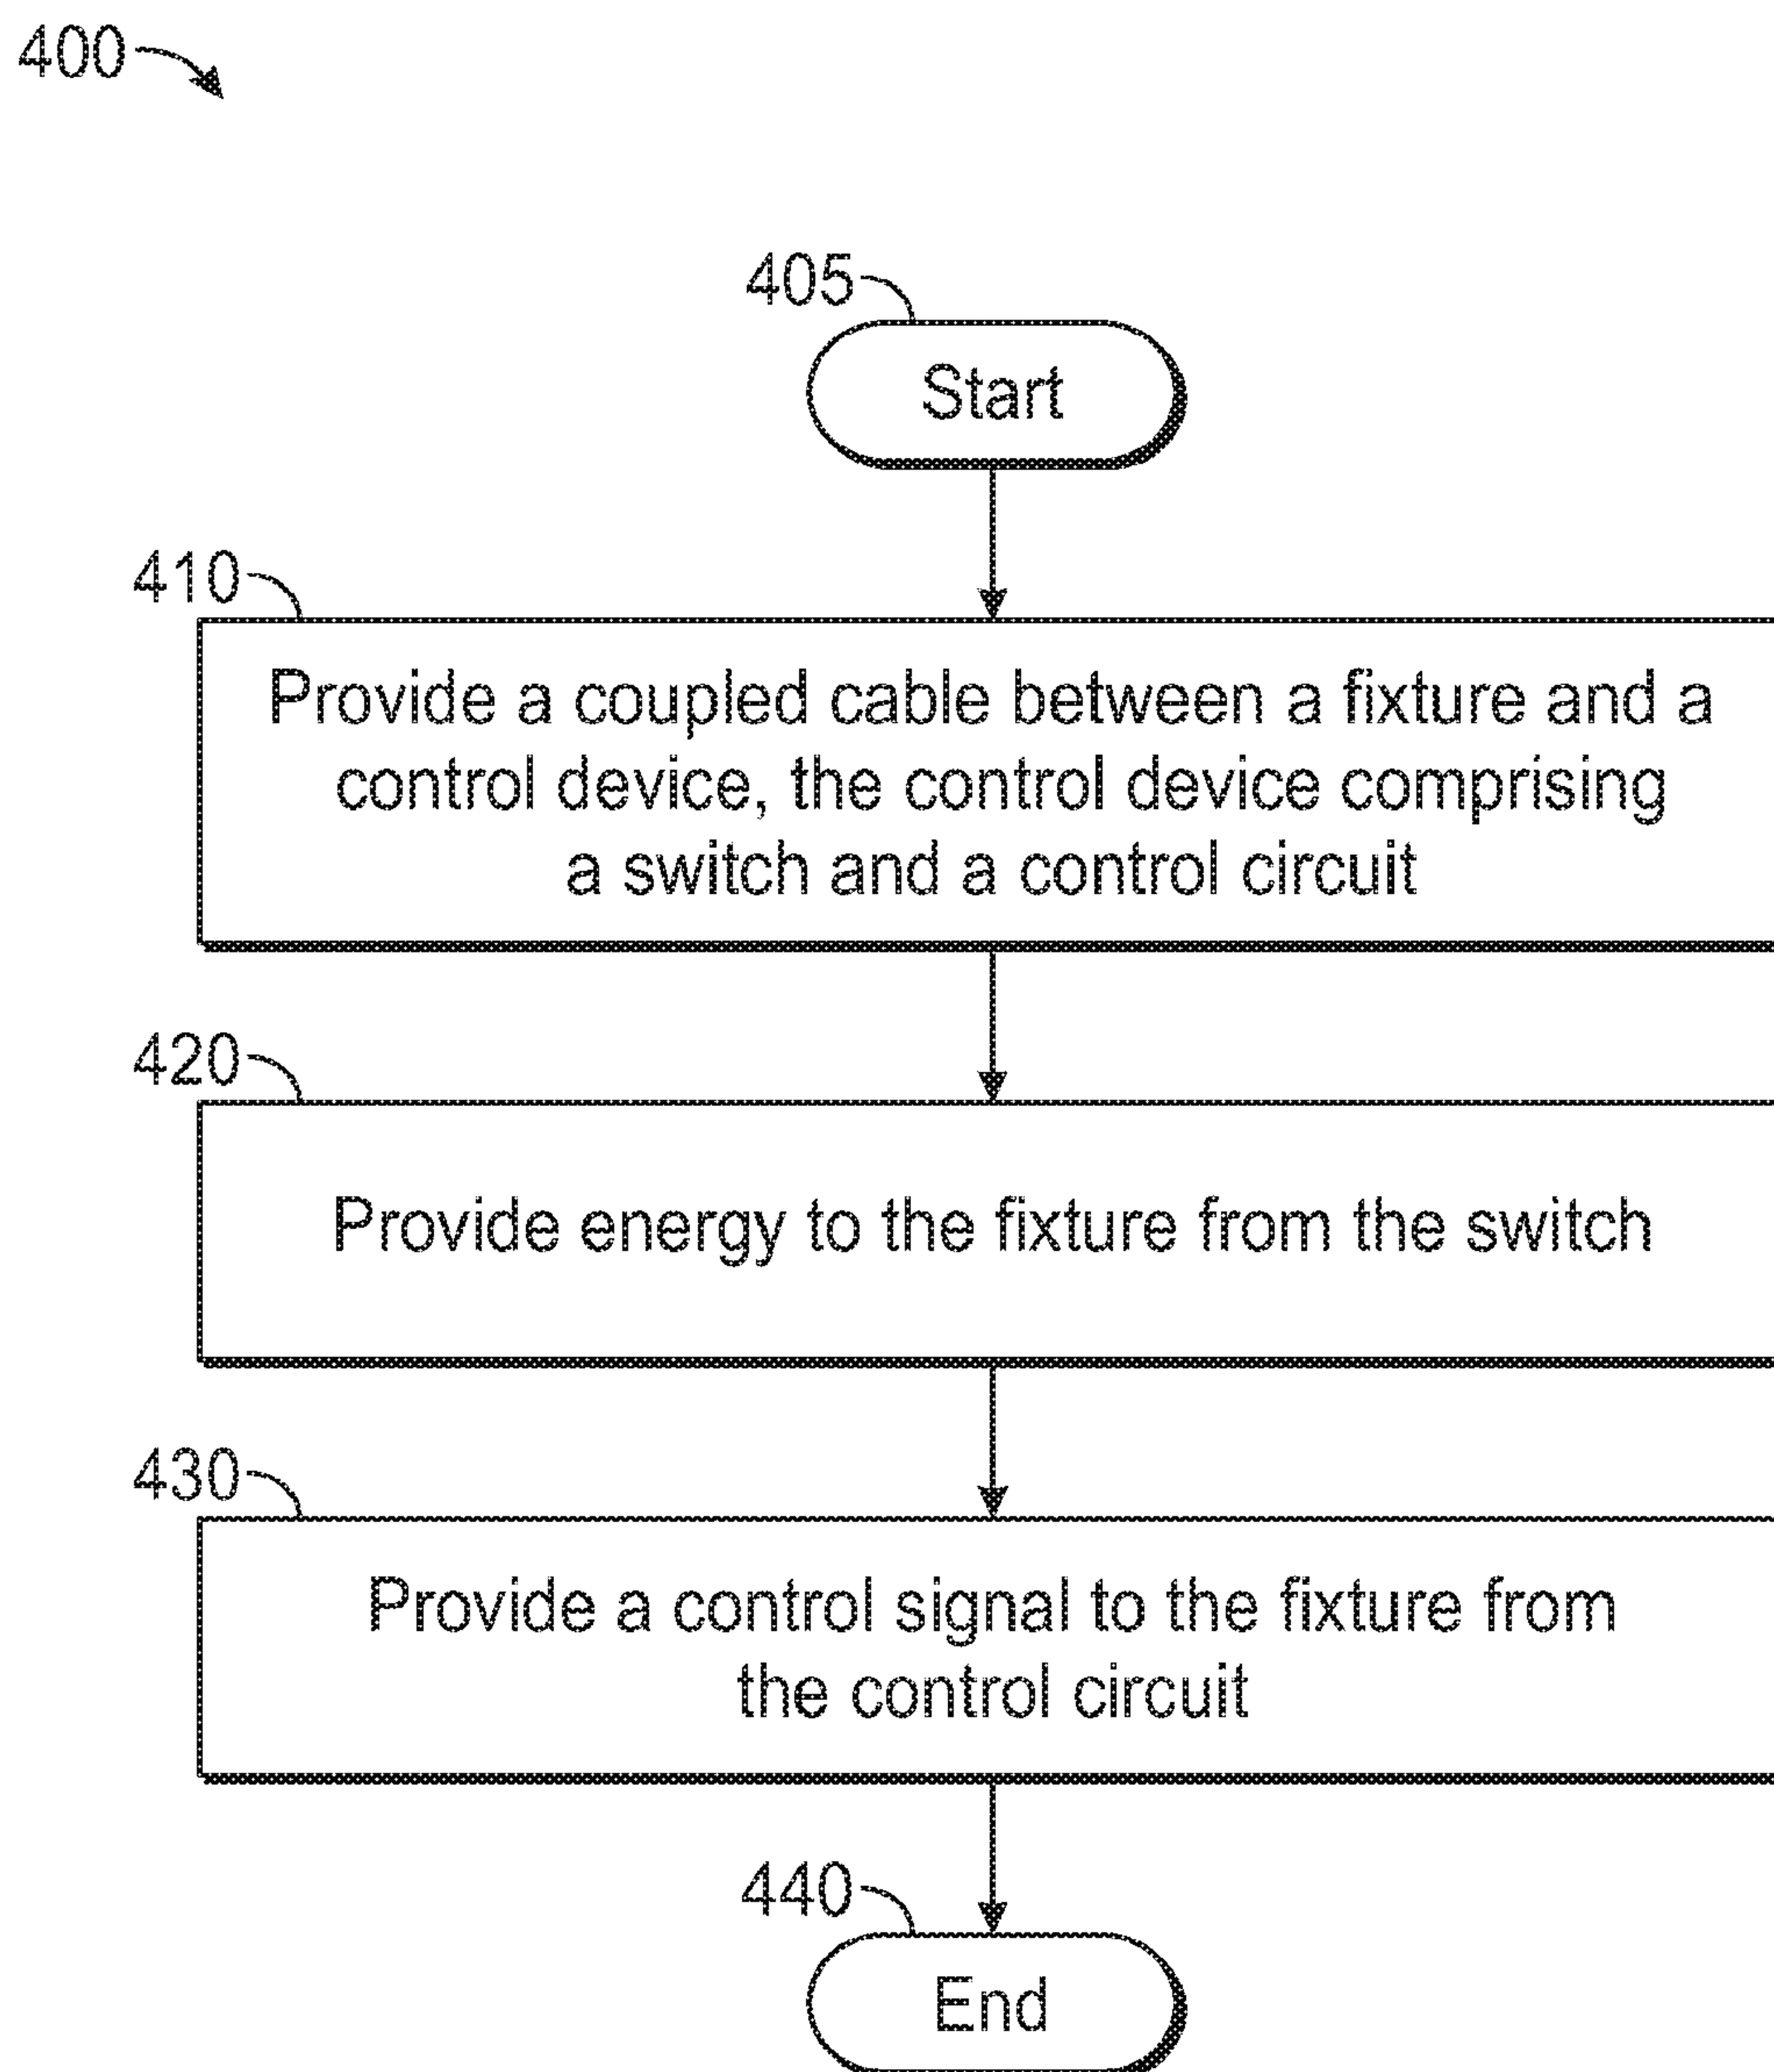 400
405
Start
410
Provide a coupled cable between a fixture and a
control device, the control device comprising
a switch and a control circuit
420
Provide energy to the fixture from the switch
430
Provide a control signal to the fixture from
the control circuit
440
End